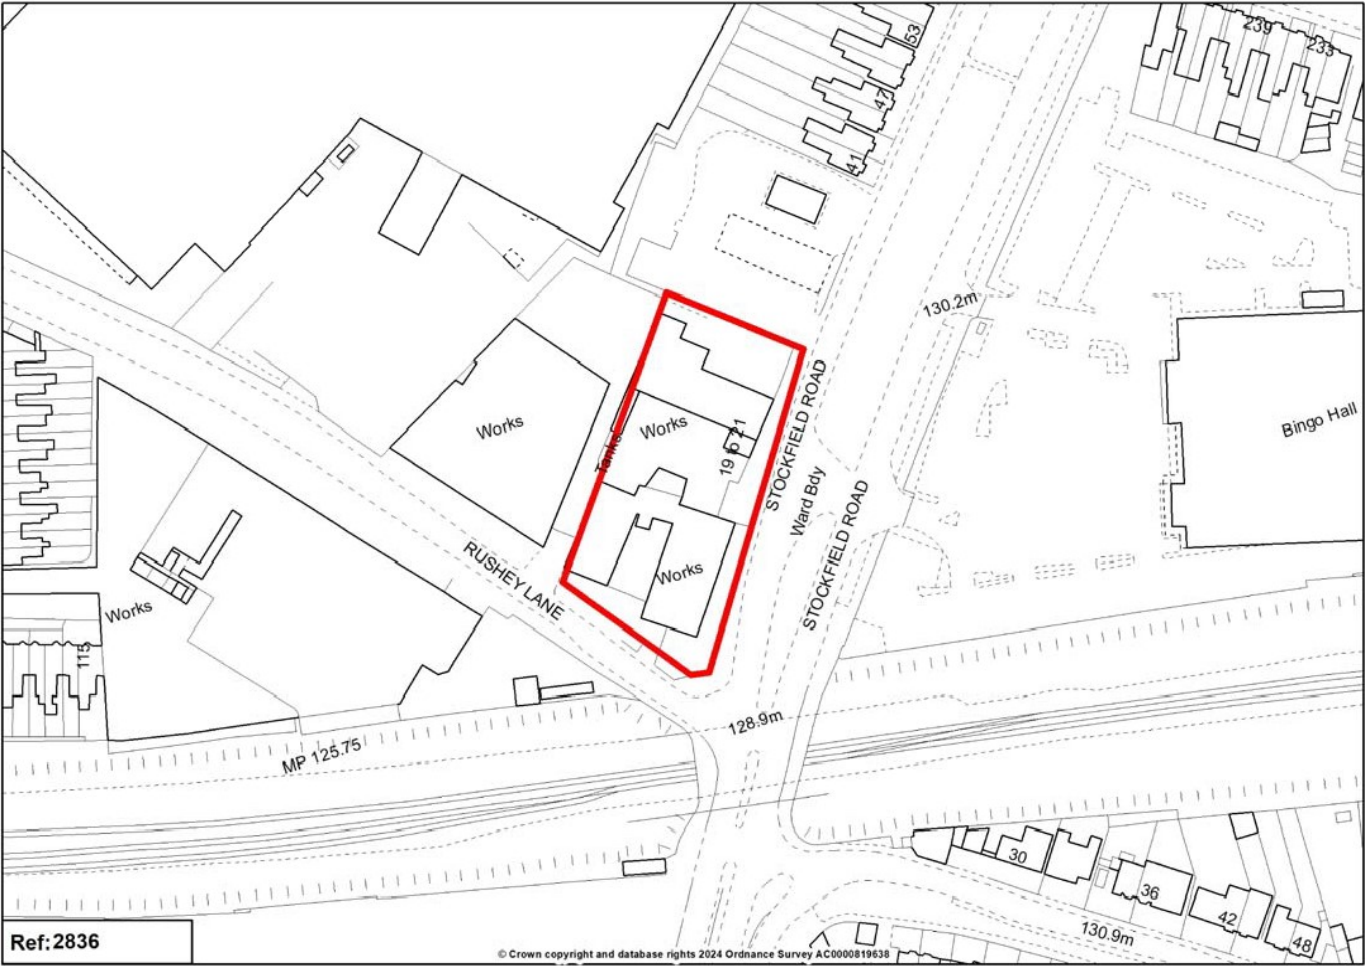 53
239
233
47
41
130.2m
Works
Works
19 to 21
Tanks
STOCKFIELD ROAD
Bingo Hall
Ward Bdy
STOCKFIELD ROAD
RUSHEY LANE
Works
Works
115
128.9m
MP 125.75
30
36
42
48
130.9m
Ref:2836
© Crown copyright and database rights 2024 Ordnance Survey AC0000819638